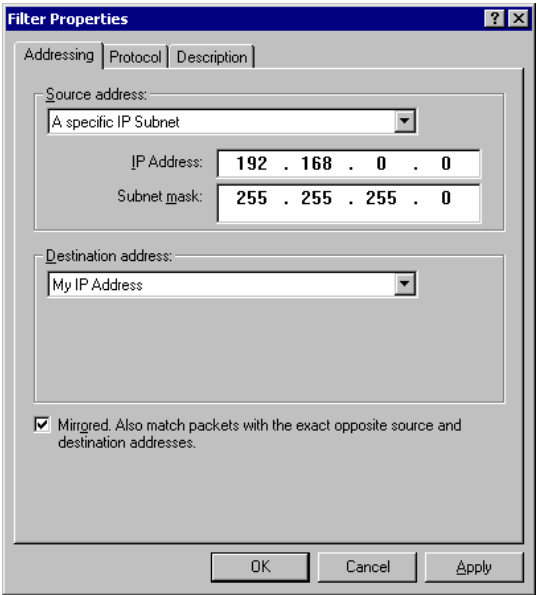 Filter Properties
Addressing Protocol Description
Source address:
A specific IP Subnet
IP Address: 192 . 168 . 0 . 0
Subnet mask: 255 . 255 . 255 . 0
Destination address:
My IP Address
Mirrored. Also match packets with the exact opposite source and
destination addresses.
OK Cancel Apply